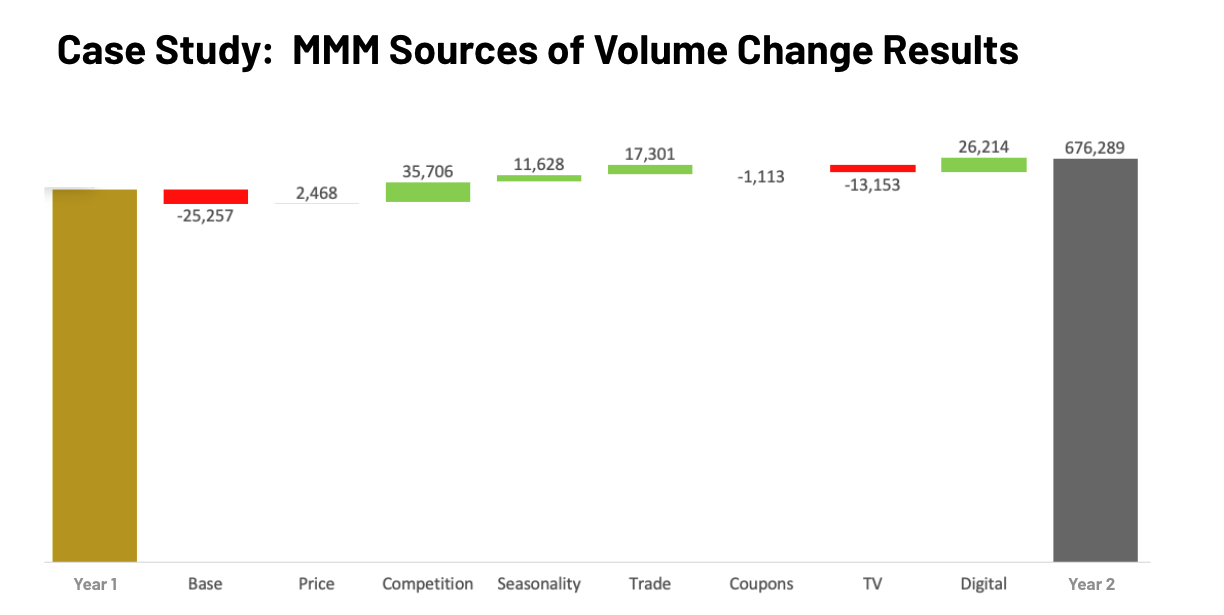 Case Study:  MMM Sources of Volume Change Results
-25,257
2,468
35,706
11,628
17,301
-1,113
-13,153
26,214
676,289
Year 1
Base
Price
Competition
Seasonality
Trade
Coupons
TV
Digital
Year 2